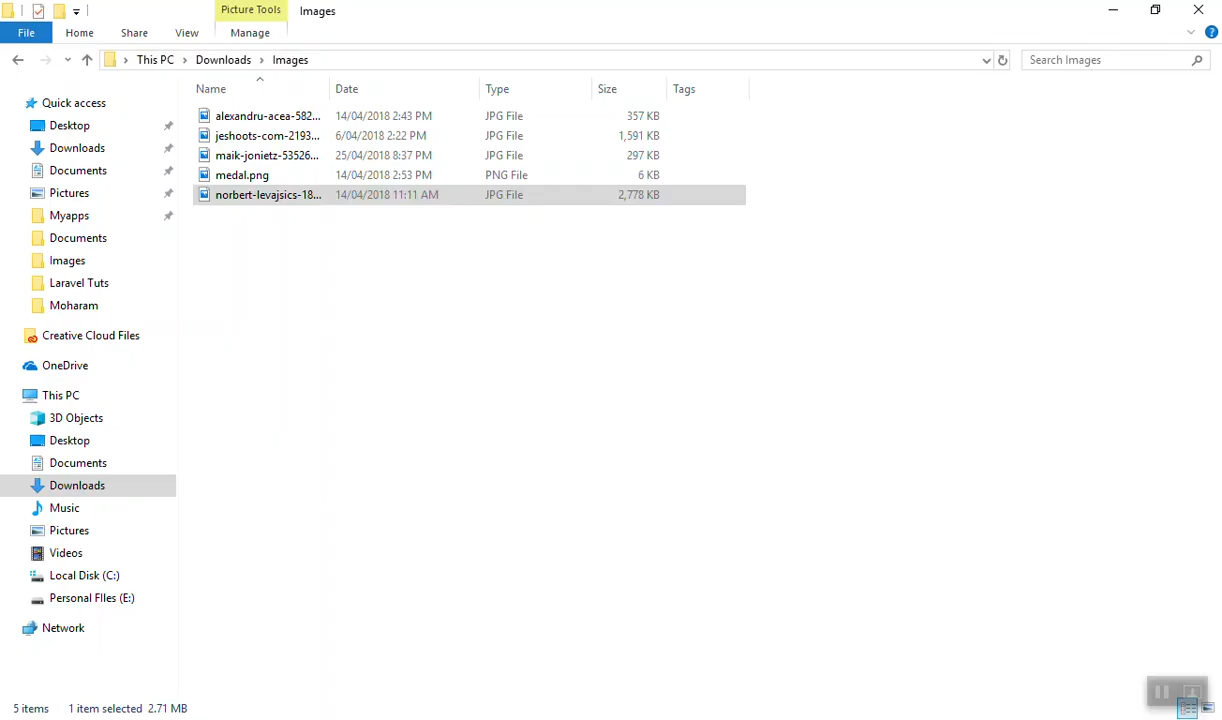 Picture Tools Images
File Home Share View Manage
This PC > Downloads > Images
Search Images
Name Date Type Size Tags
alexandru-acea-582... 14/04/2018 2:43 PM JPG File 357 KB
jeshoots-com-2193... 6/04/2018 2:22 PM JPG File 1,591 KB
maik-jonietz-53526... 25/04/2018 8:37 PM JPG File 297 KB
medal.png 14/04/2018 2:53 PM PNG File 6 KB
norbert-levajsics-18... 14/04/2018 11:11 AM JPG File 2,778 KB
Quick access
Desktop
Downloads
Documents
Pictures
Myapps
Documents
Images
Laravel Tuts
Moharam
Creative Cloud Files
OneDrive
This PC
3D Objects
Desktop
Documents
Downloads
Music
Pictures
Videos
Local Disk (C:)
Personal FIles (E:)
Network
5 items 1 item selected 2.71 MB